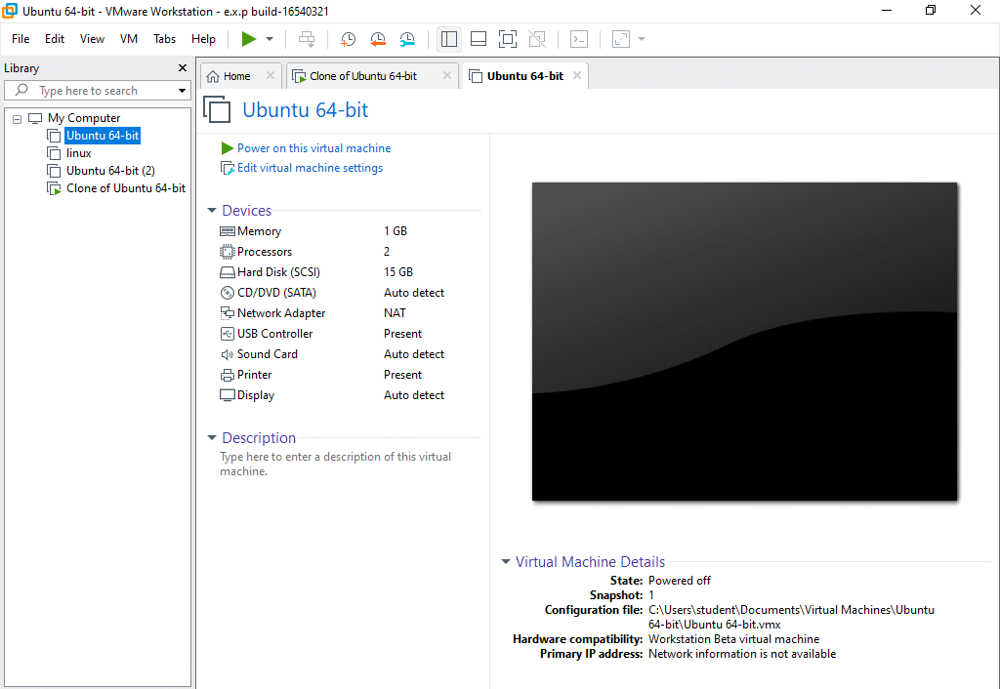 Ubuntu 64-bit - VMware Workstation - e.x.p build-16540321
File Edit View VM Tabs Help
Library
Type here to search
My Computer
Ubuntu 64-bit
linux
Ubuntu 64-bit (2)
Clone of Ubuntu 64-bit
Home Clone of Ubuntu 64-bit Ubuntu 64-bit
Ubuntu 64-bit
Power on this virtual machine
Edit virtual machine settings
Devices
Memory 1 GB
Processors 2
Hard Disk (SCSI) 15 GB
CD/DVD (SATA) Auto detect
Network Adapter NAT
USB Controller Present
Sound Card Auto detect
Printer Present
Display Auto detect
Description
Type here to enter a description of this virtual
machine.
Virtual Machine Details
State: Powered off
Snapshot: 1
Configuration file: C:\Users\student\Documents\Virtual Machines\Ubuntu
64-bit\Ubuntu 64-bit.vmx
Hardware compatibility: Workstation Beta virtual machine
Primary IP address: Network information is not available